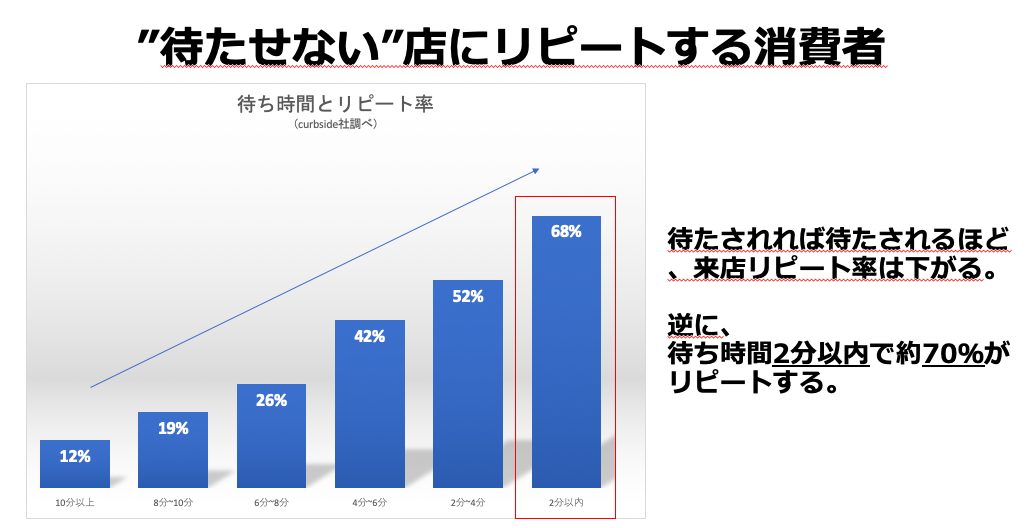 ”待たせない”店にリピートする消費者
待ち時間とリピート率
(curbside社調べ)
68%
52%
42%
26%
19%
12%
10分以上 8分~10分 6分~8分 4分~6分 2分~4分 2分以内
待たされれば待たされるほど
、来店リピート率は下がる。
逆に、
待ち時間2分以内で約70%が
リピートする。